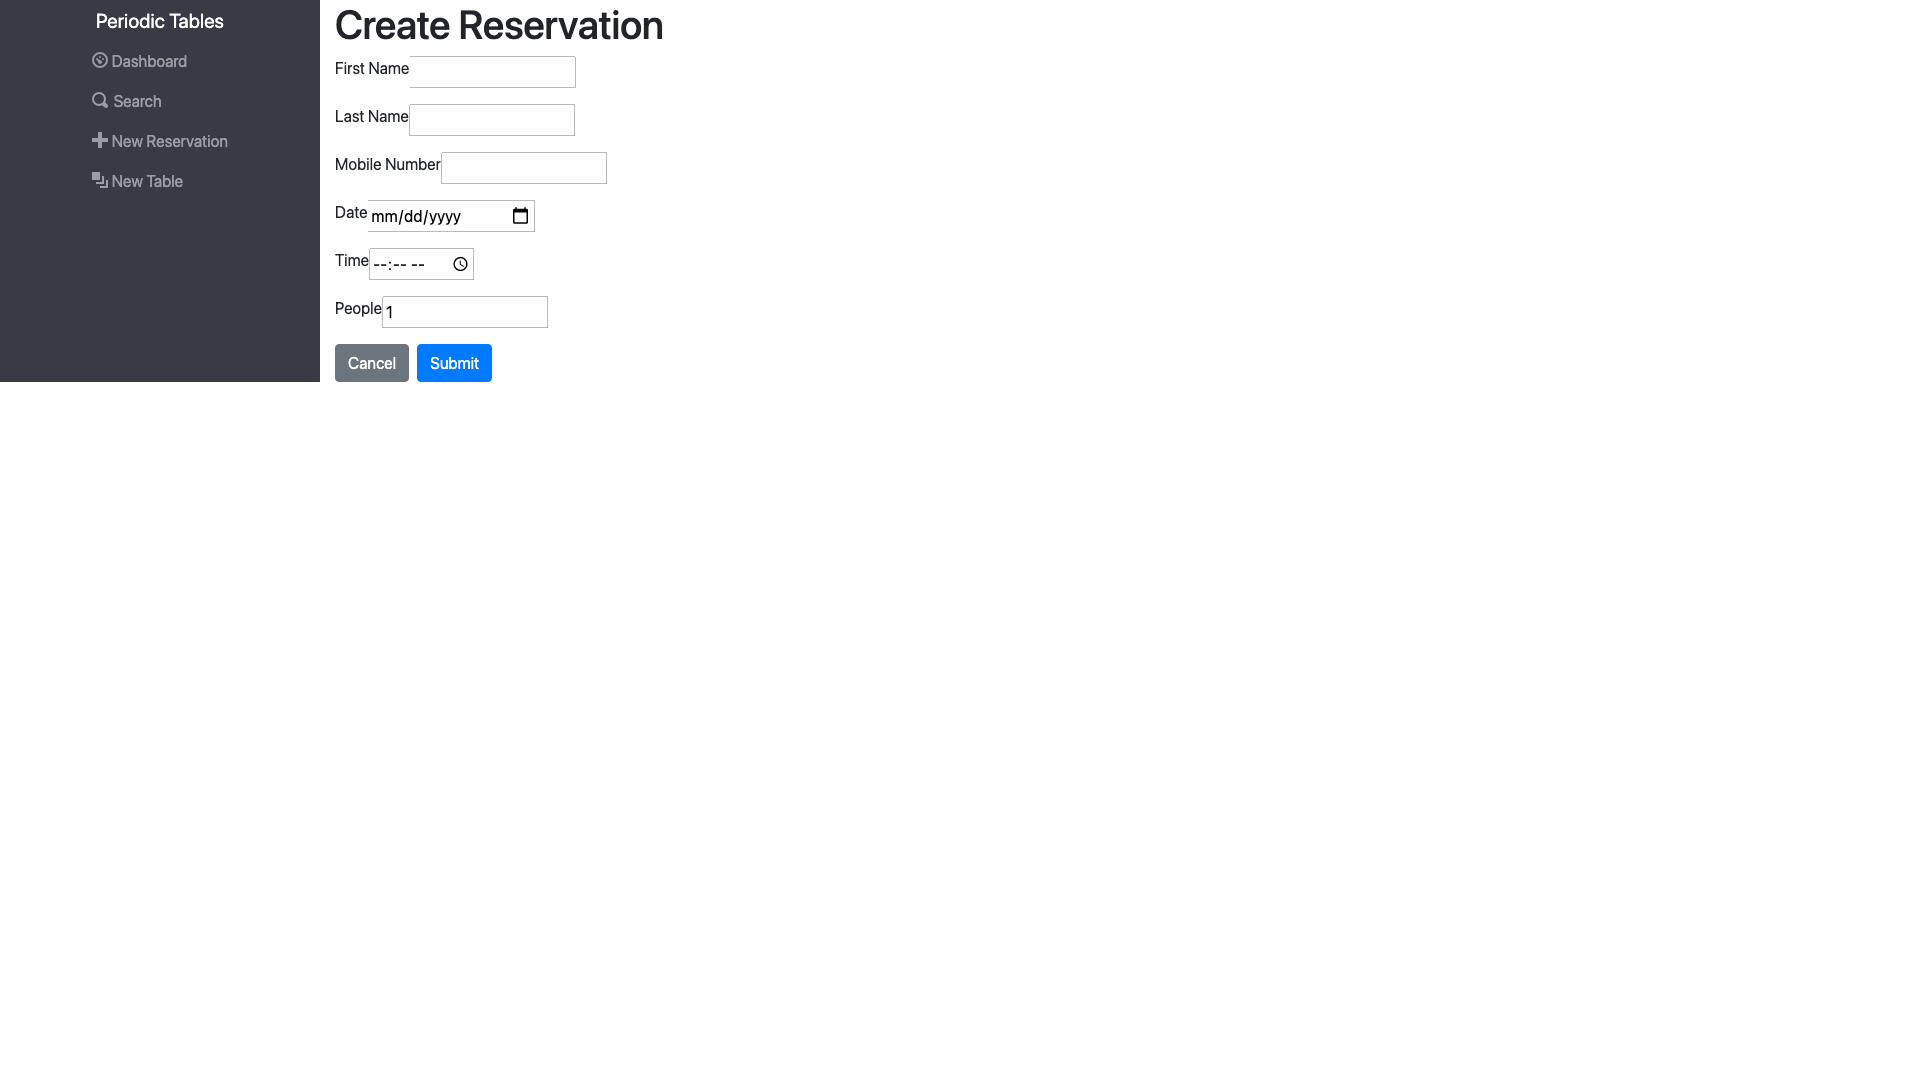 Periodic Tables
Dashboard
Search
New Reservation
New Table
Create Reservation
First Name
Last Name
Mobile Number
Date mm/dd/yyyy
Time --:-- --
People 1
Cancel Submit